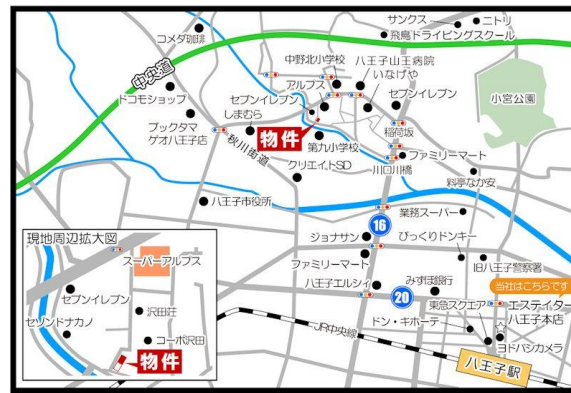 サンクス
ニトリ
飛鳥ドライビングスクール
コメダ珈琲
中央道
中野北小学校
八王子山王病院
いなげや
アルプス
ドコモショップ
セブンイレブン
セブンイレブン
小宮公園
しまむら
ブックタマ
ゲオ八王子店
物件
第九小学校
稲荷坂
秋川街道
ファミリーマート
川口川橋
クリエイトSD
料亭なか安
八王子市役所
16
業務スーパー
現地周辺拡大図
ジョナサン
びっくりドンキー
スーパーアルプス
ファミリーマート
旧八王子警察署
セブンイレブン
八王子エルシィ
20
みずほ銀行
当社はこちらです
沢田荘
東急スクエア
エステイター
八王子本店
セゾンドナカノ
JR中央線
ドン・キホーテ
コーポ沢田
ヨドバシカメラ
物件
八王子駅